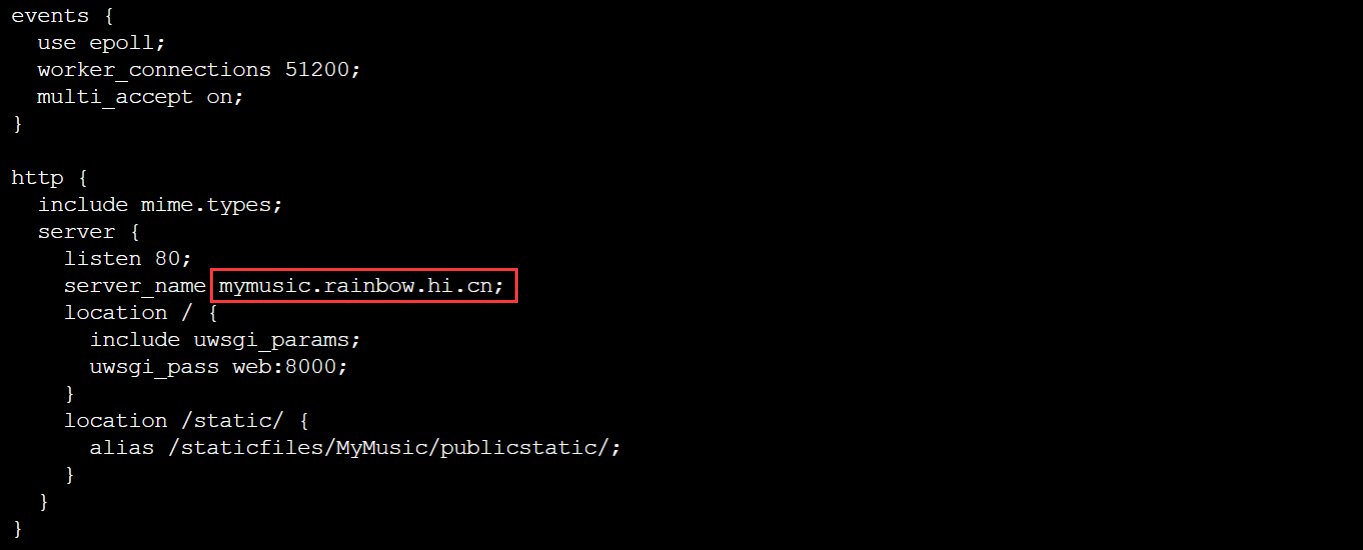 events {
  use epoll;
  worker_connections 51200;
  multi_accept on;
}
http {
  include mime.types;
  server {
    listen 80;
    server_name mymusic.rainbow.hi.cn;
    location / {
      include uwsgi_params;
      uwsgi_pass web:8000;
    }
    location /static/ {
      alias /staticfiles/MyMusic/publicstatic/;
    }
  }
}